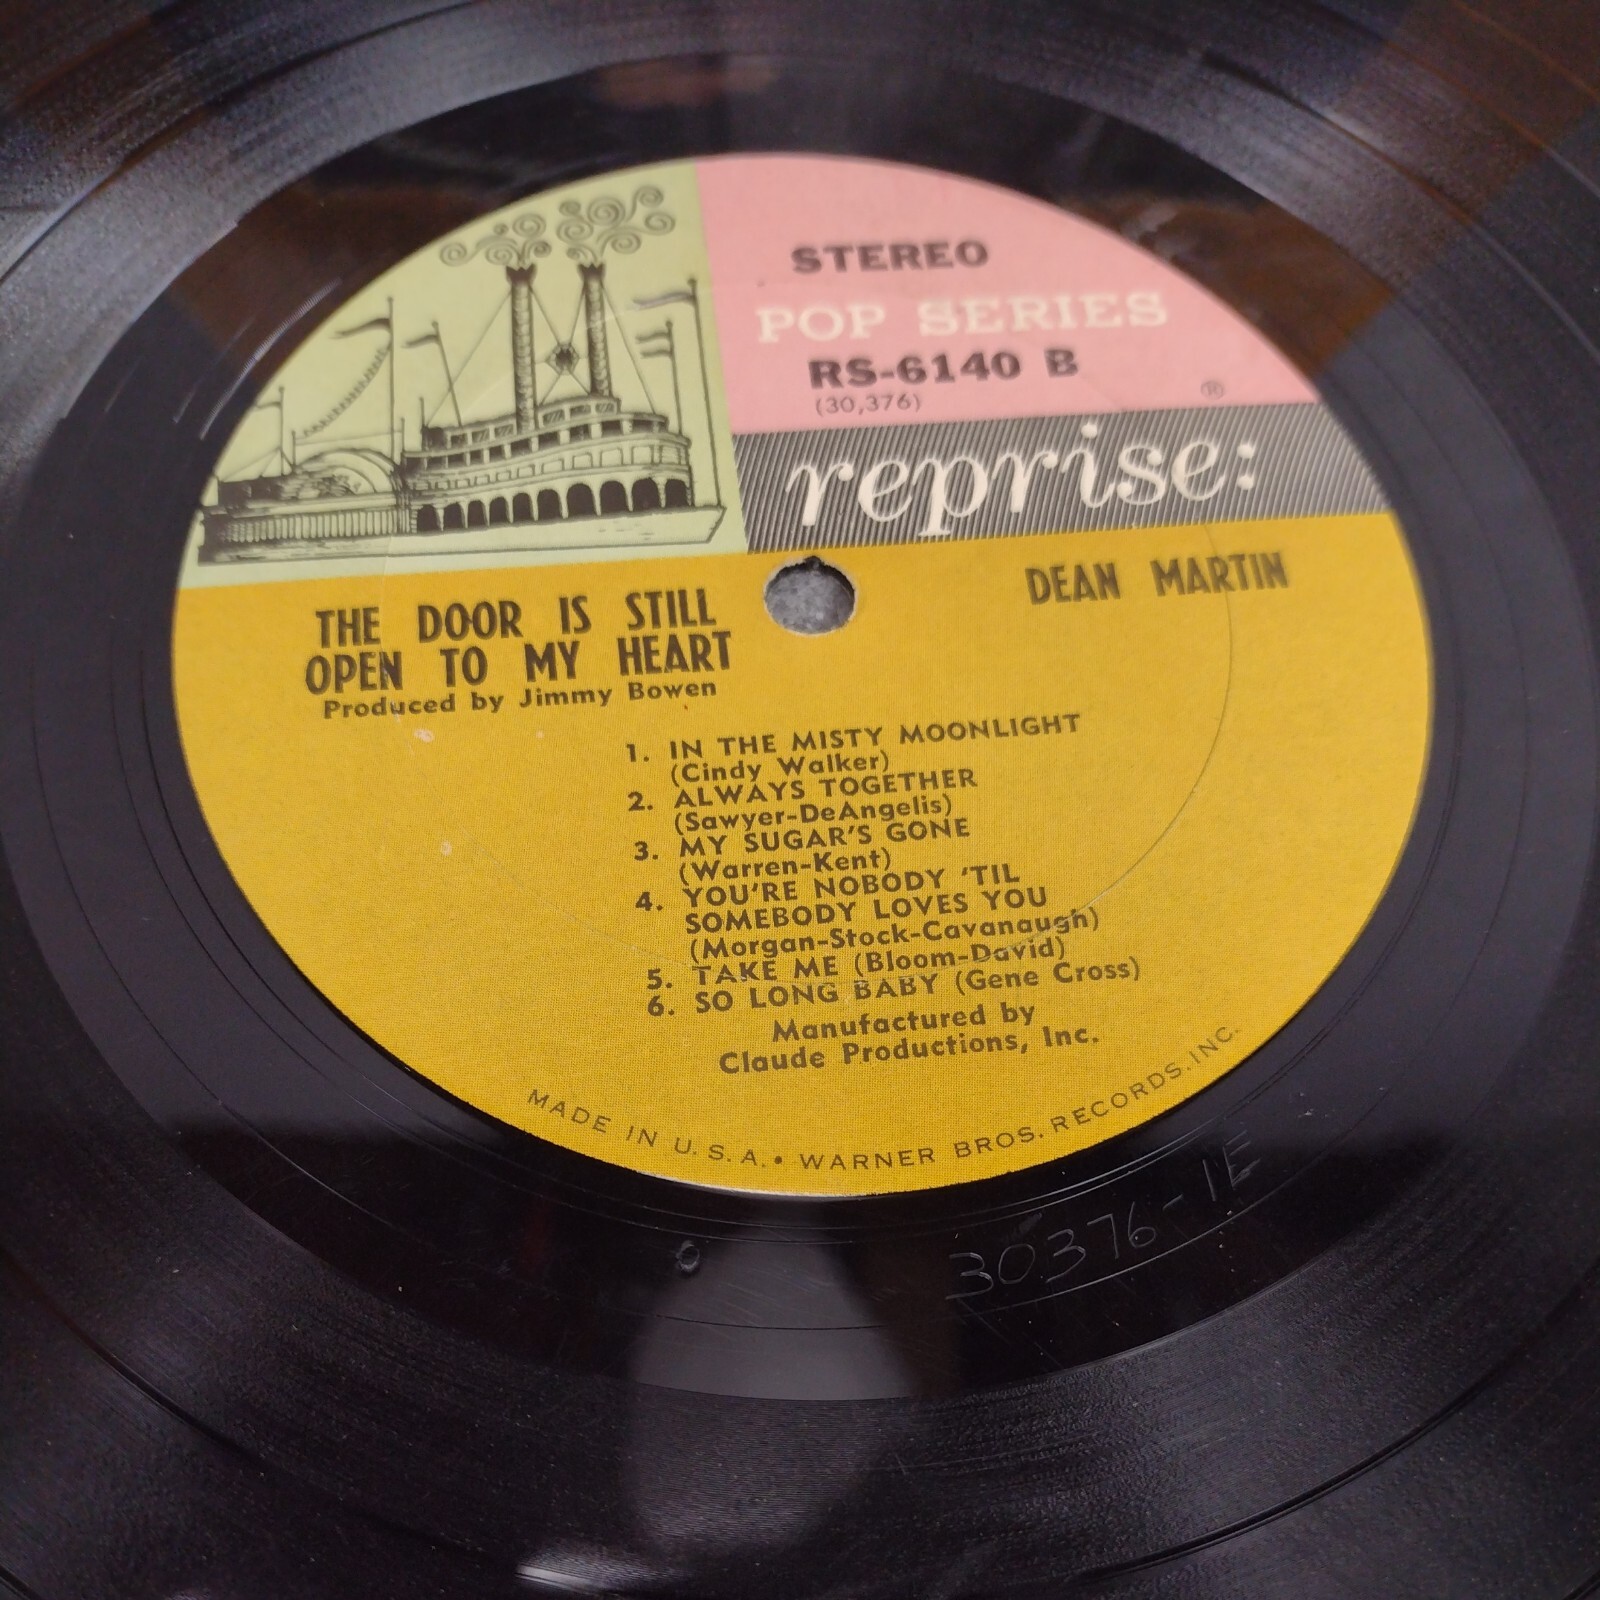 STEREO
POP SERIES
RS-6140 B
(30,376)
®
reprise:
DEAN MARTIN
THE DOOR IS STILL
OPEN TO MY HEART
Produced by Jimmy Bowen
1. IN THE MISTY MOONLIGHT
(Cindy Walker)
2. ALWAYS TOGETHER
(Sawyer-DeAngelis)
3. MY SUGAR'S GONE
(Warren-Kent)
4. YOU'RE NOBODY 'TIL
SOMEBODY LOVES YOU
(Morgan-Stock-Cavanaugh)
5. TAKE ME (Bloom-David)
6. SO LONG BABY (Gene Cross)
Manufactured by
Claude Productions, Inc.
MADE IN U.S.A. • WARNER BROS. RECORDS, INC.
30376-1E